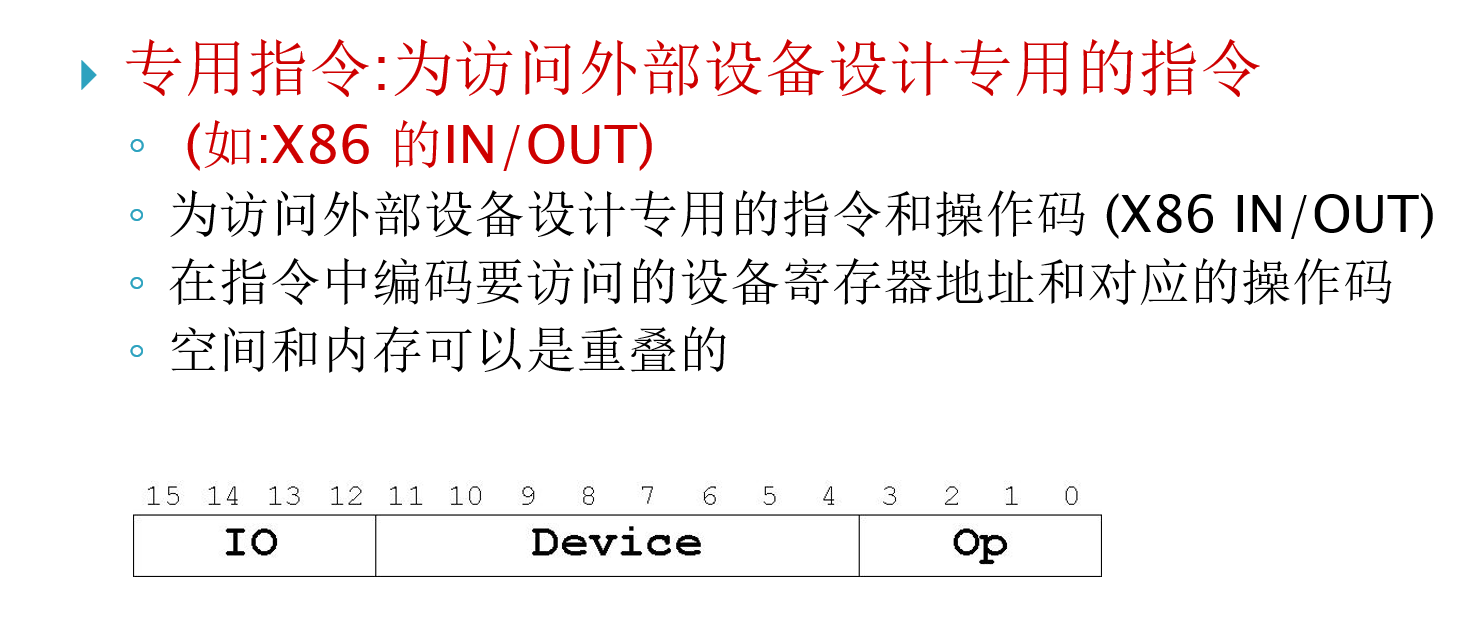 专用指令:为访问外部设备设计专用的指令
(如:X86 的IN/OUT)
为访问外部设备设计专用的指令和操作码 (X86 IN/OUT)
在指令中编码要访问的设备寄存器地址和对应的操作码
空间和内存可以是重叠的
15 14 13 12 11 10 9 8 7 6 5 4 3 2 1 0
IO Device Op